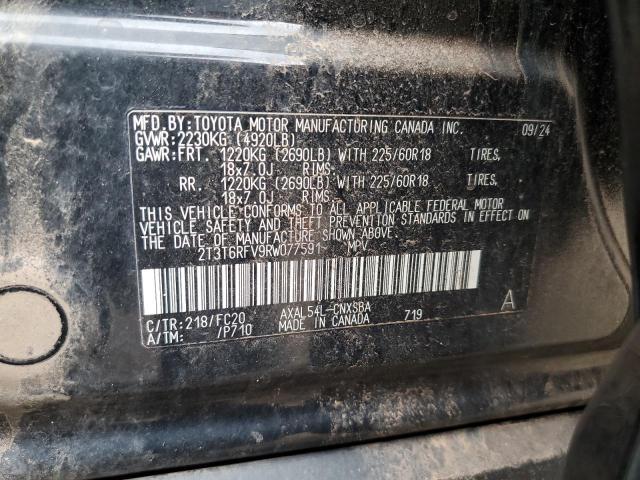 MFD. BY:TOYOTA MOTOR MANUFACTURING CANADA INC. 09/24
GVWR:2230KG (4920LB)
GAWR:FRT. 1220KG (2690LB) WITH 225/60R18 TIRES,
18x7.0J RIMS.
RR. 1220KG (2690LB) WITH 225/60R18 TIRES,
18x7.0J RIMS.
THIS VEHICLE CONFORMS TO ALL APPLICABLE FEDERAL MOTOR
VEHICLE SAFETY AND THEFT PREVENTION STANDARDS IN EFFECT ON
THE DATE OF MANUFACTURE SHOWN ABOVE.
2T3T6RFV9RW077591 MPV
C/TR:218/FC20 AXAL54L-CNXSBA 719 A
A/TM: _ /P710 MADE IN CANADA